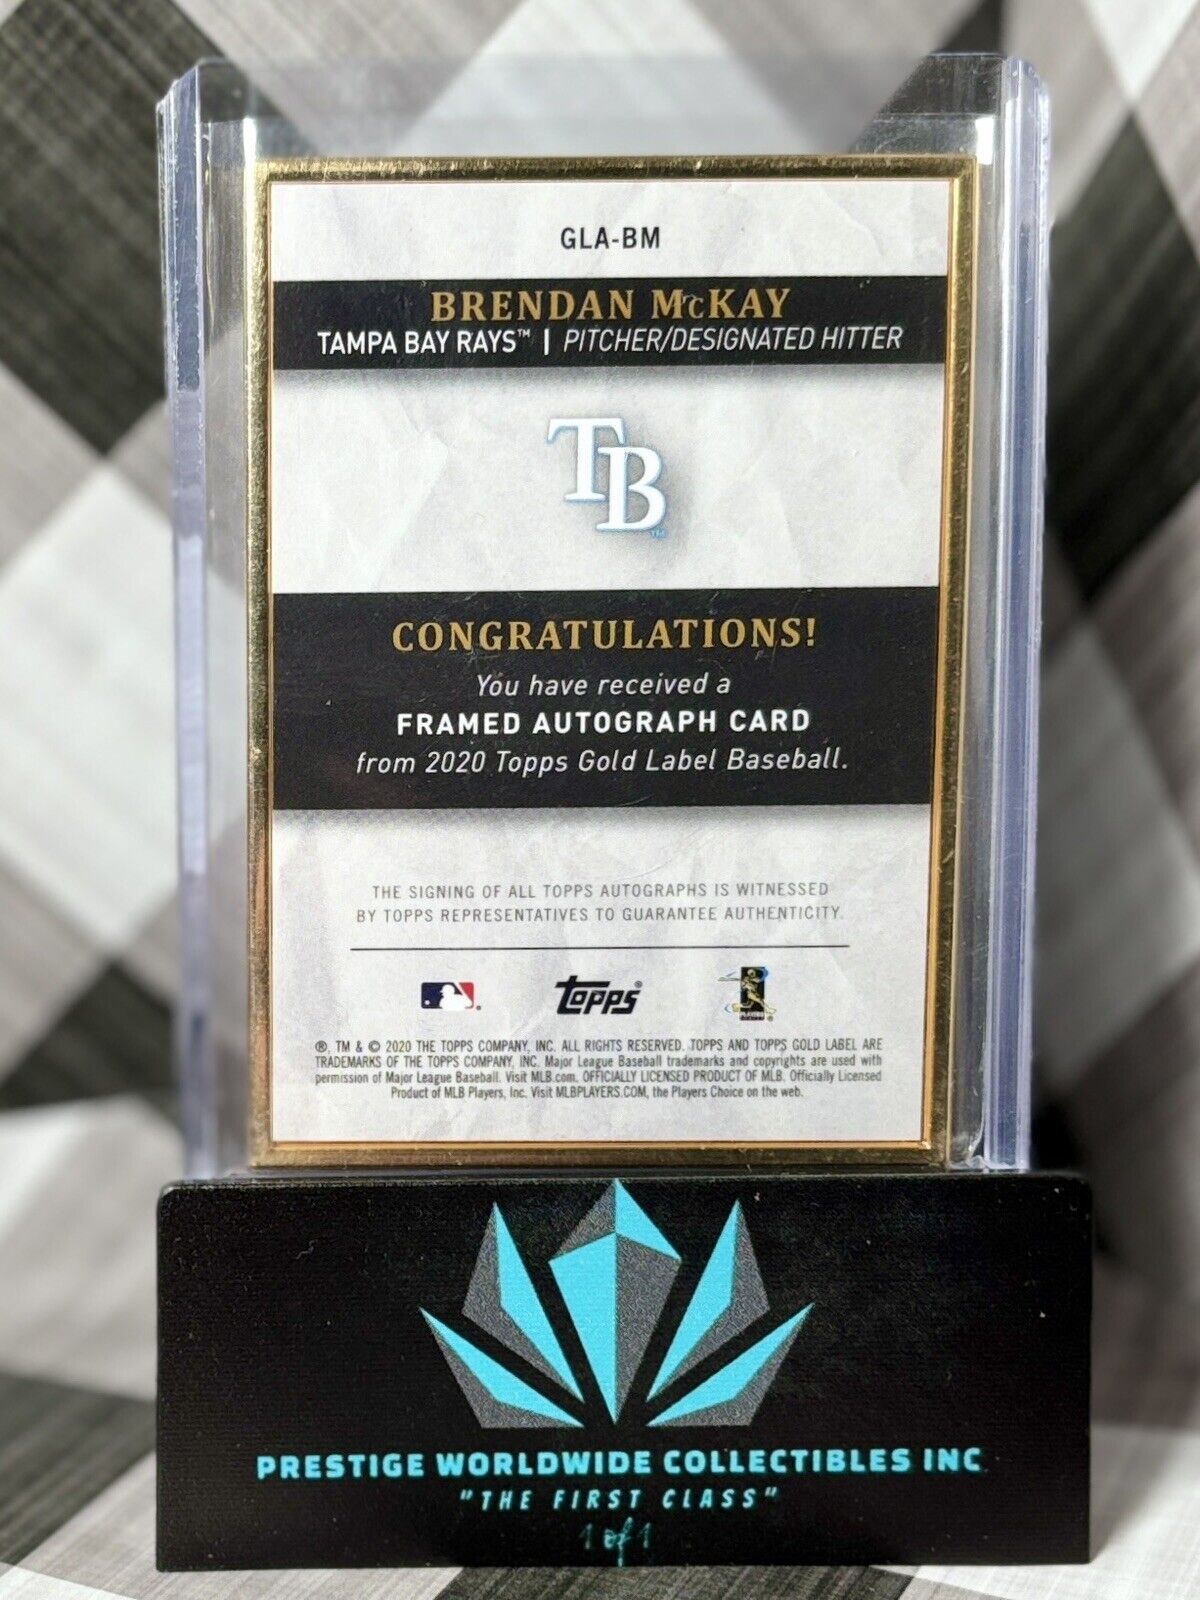 GLA-BM
BRENDAN McKAY
TAMPA BAY RAYS™ | PITCHER/DESIGNATED HITTER
TB™
CONGRATULATIONS!
You have received a
FRAMED AUTOGRAPH CARD
from 2020 Topps Gold Label Baseball.
THE SIGNING OF ALL TOPPS AUTOGRAPHS IS WITNESSED
BY TOPPS REPRESENTATIVES TO GUARANTEE AUTHENTICITY.
topps®
PLAYERS
®, TM & © 2020 THE TOPPS COMPANY, INC. ALL RIGHTS RESERVED. TOPPS AND TOPPS GOLD LABEL ARE
TRADEMARKS OF THE TOPPS COMPANY, INC. Major League Baseball trademarks and copyrights are used with
permission of Major League Baseball. Visit MLB.com. OFFICIALLY LICENSED PRODUCT OF MLB. Officially Licensed
Product of MLB Players, Inc. Visit MLBPLAYERS.COM, the Players Choice on the web.
PRESTIGE WORLDWIDE COLLECTIBLES INC
"THE FIRST CLASS"
1 of 1